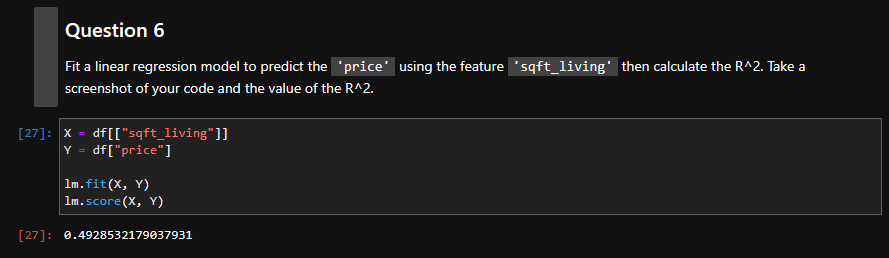 Question 6
Fit a linear regression model to predict the 'price' using the feature 'sqft_living' then calculate the R^2. Take a
screenshot of your code and the value of the R^2.
[27]: X = df[["sqft_living"]]
Y = df["price"]
lm.fit(X, Y)
lm.score(X, Y)
[27]: 0.4928532179037931